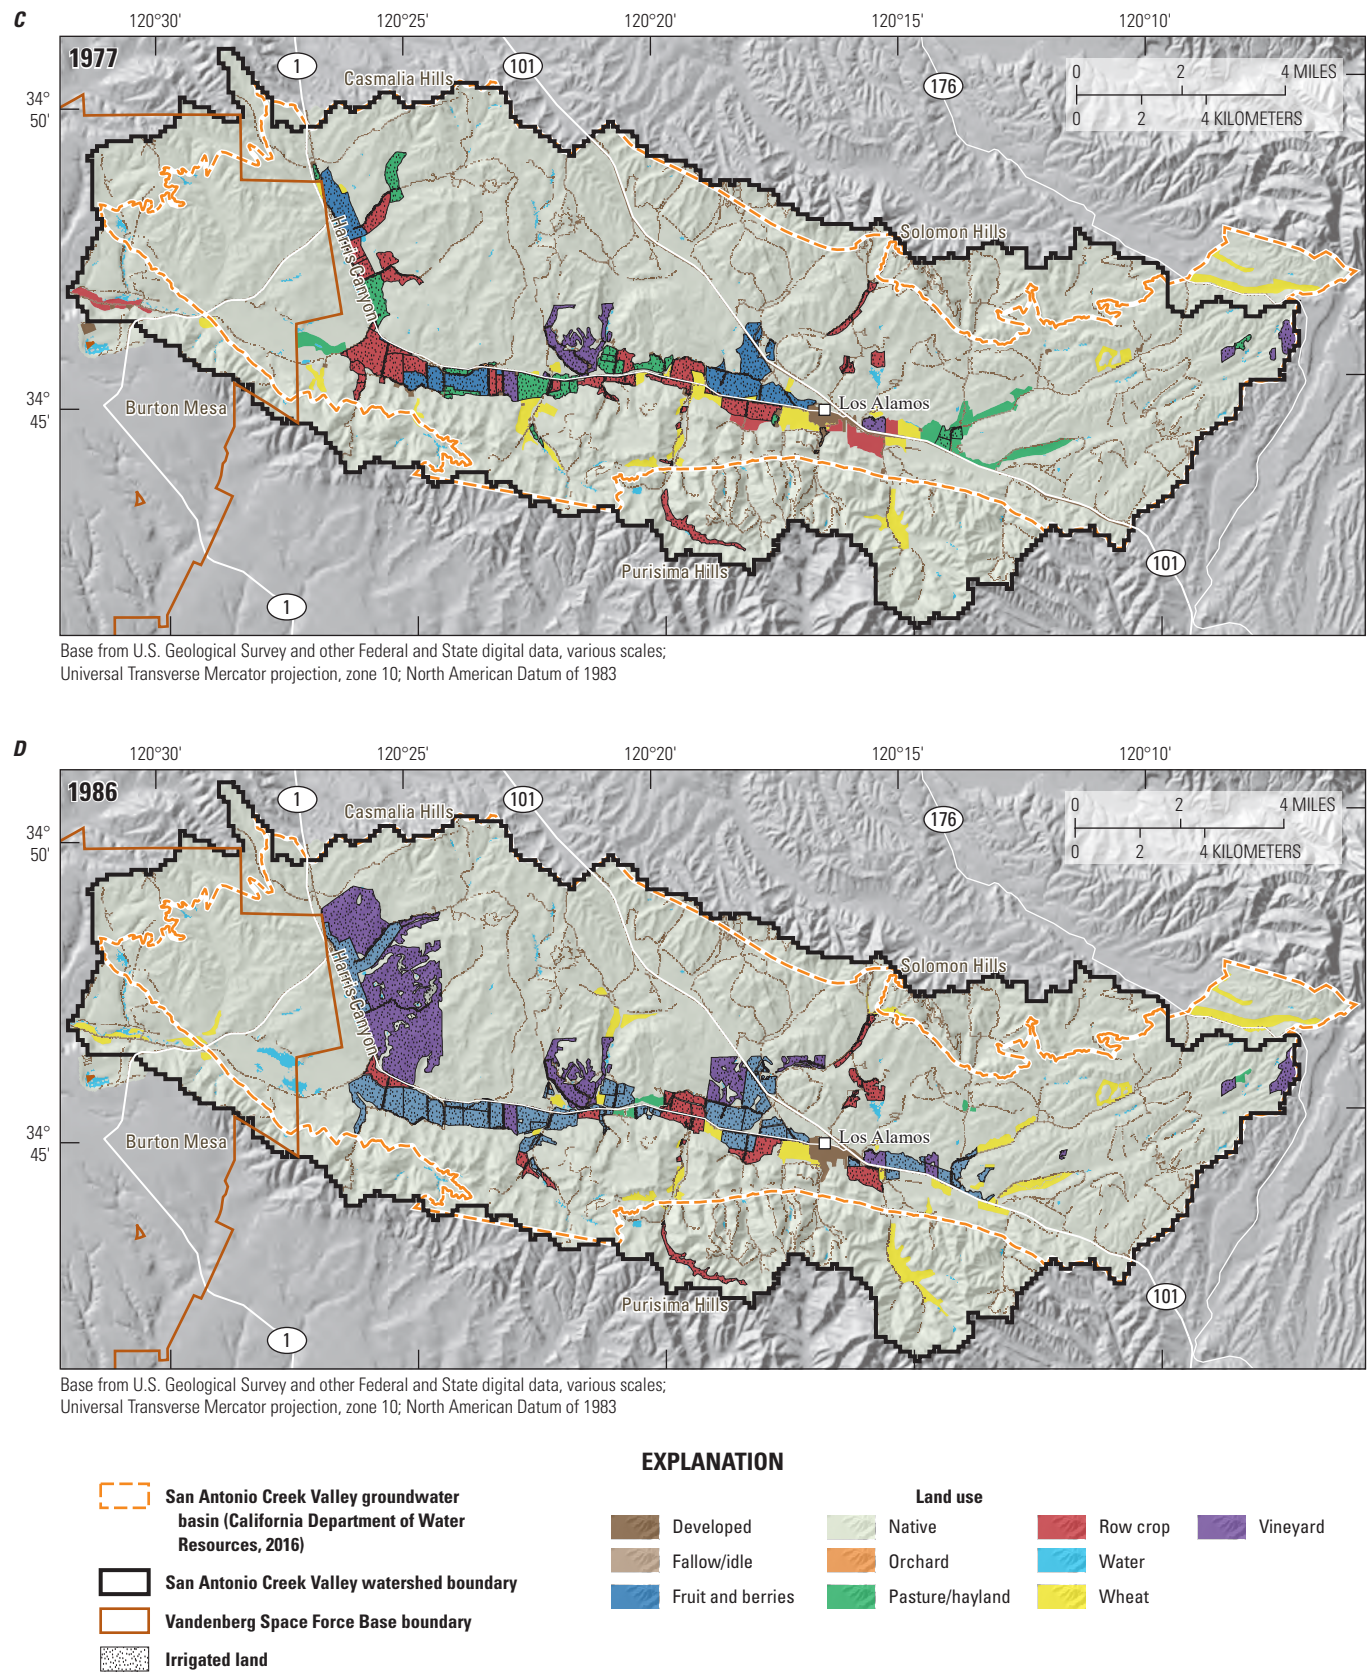 C
120°30' 120°25' 120°20' 120°15' 120°10'
1977
1
Casmalia Hills
101
176
0 2 4 MILES
0 2 4 KILOMETERS
34°
50'
Harris Canyon
Solomon Hills
34°
45'
Burton Mesa
Los Alamos
Purisima Hills
101
1
Base from U.S. Geological Survey and other Federal and State digital data, various scales;
Universal Transverse Mercator projection, zone 10; North American Datum of 1983
D
120°30' 120°25' 120°20' 120°15' 120°10'
1986
1
Casmalia Hills
101
176
0 2 4 MILES
0 2 4 KILOMETERS
34°
50'
Harris Canyon
Solomon Hills
34°
45'
Burton Mesa
Los Alamos
Purisima Hills
101
1
Base from U.S. Geological Survey and other Federal and State digital data, various scales;
Universal Transverse Mercator projection, zone 10; North American Datum of 1983
EXPLANATION
San Antonio Creek Valley groundwater
basin (California Department of Water
Resources, 2016)
San Antonio Creek Valley watershed boundary
Vandenberg Space Force Base boundary
Irrigated land
Land use
Developed
Fallow/idle
Fruit and berries
Native
Orchard
Pasture/hayland
Row crop
Water
Wheat
Vineyard